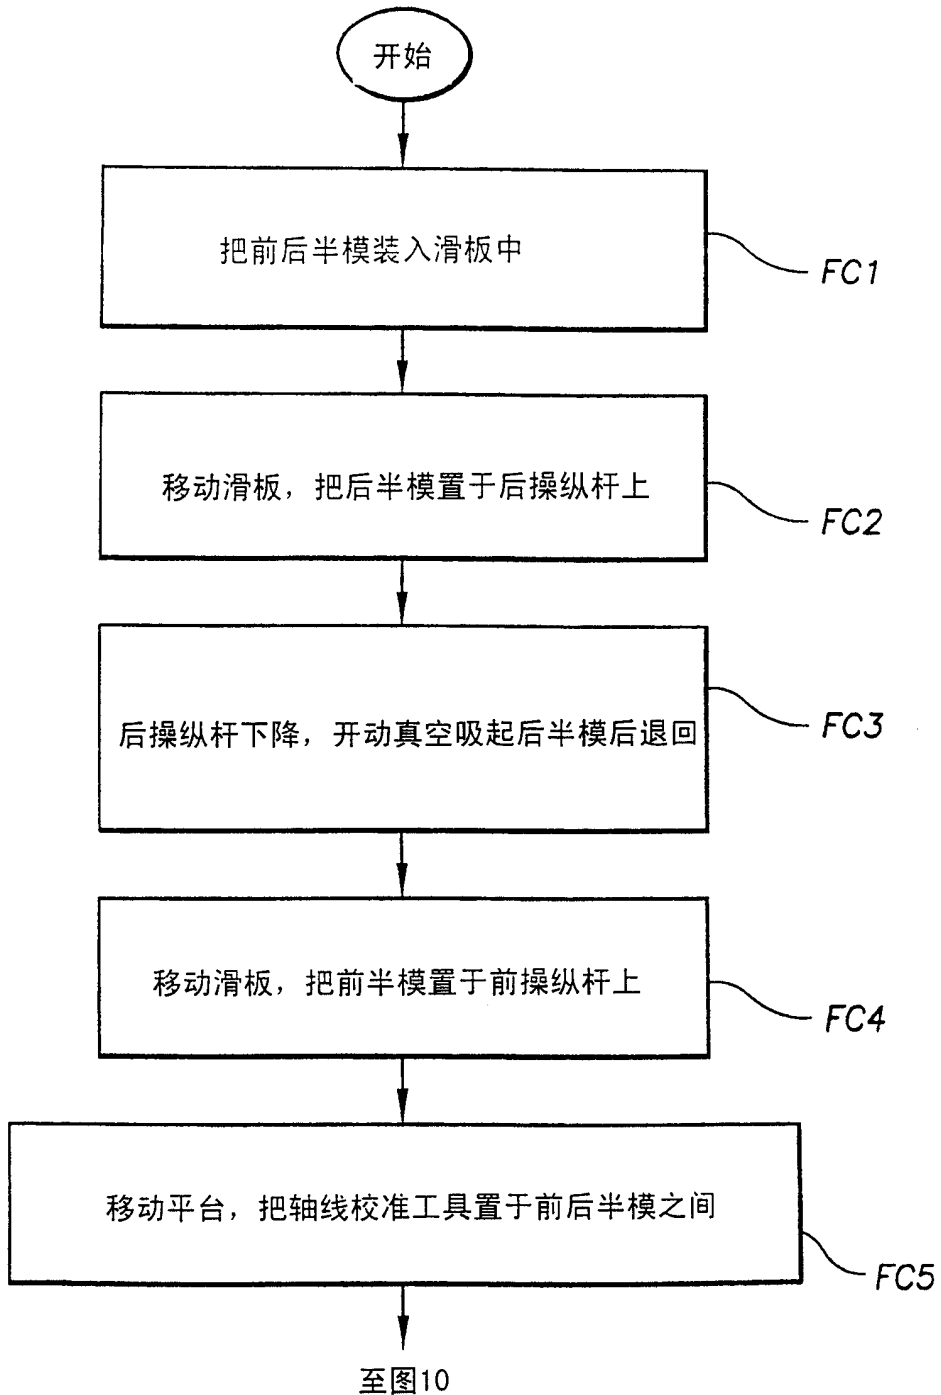 开始
把前后半模装入滑板中
FC1
移动滑板，把后半模置于后操纵杆上
FC2
后操纵杆下降，开动真空吸起后半模后退回
FC3
移动滑板，把前半模置于前操纵杆上
FC4
移动平台，把轴线校准工具置于前后半模之间
FC5
至图10